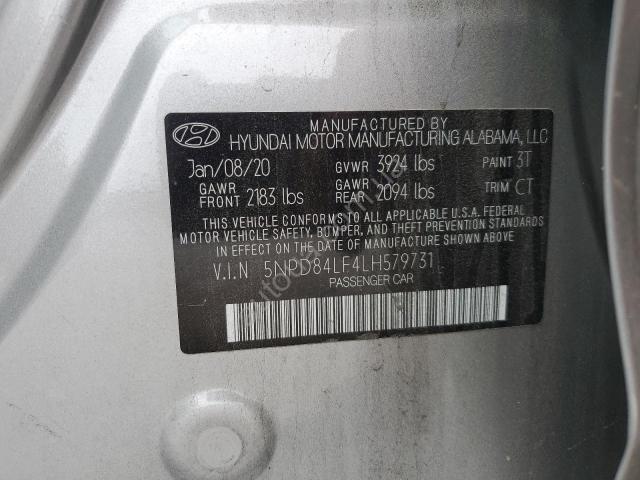 MANUFACTURED BY
HYUNDAI MOTOR MANUFACTURING ALABAMA, LLC
Jan/08/20 GVWR 3924 lbs PAINT 3T
GAWR FRONT 2183 lbs GAWR REAR 2094 lbs TRIM CT
THIS VEHICLE CONFORMS TO ALL APPLICABLE U.S.A. FEDERAL
MOTOR VEHICLE SAFETY, BUMPER, AND THEFT PREVENTION STANDARDS
IN EFFECT ON THE DATE OF MANUFACTURE SHOWN ABOVE.
V.I.N 5NPD84LF4LH579731
PASSENGER CAR